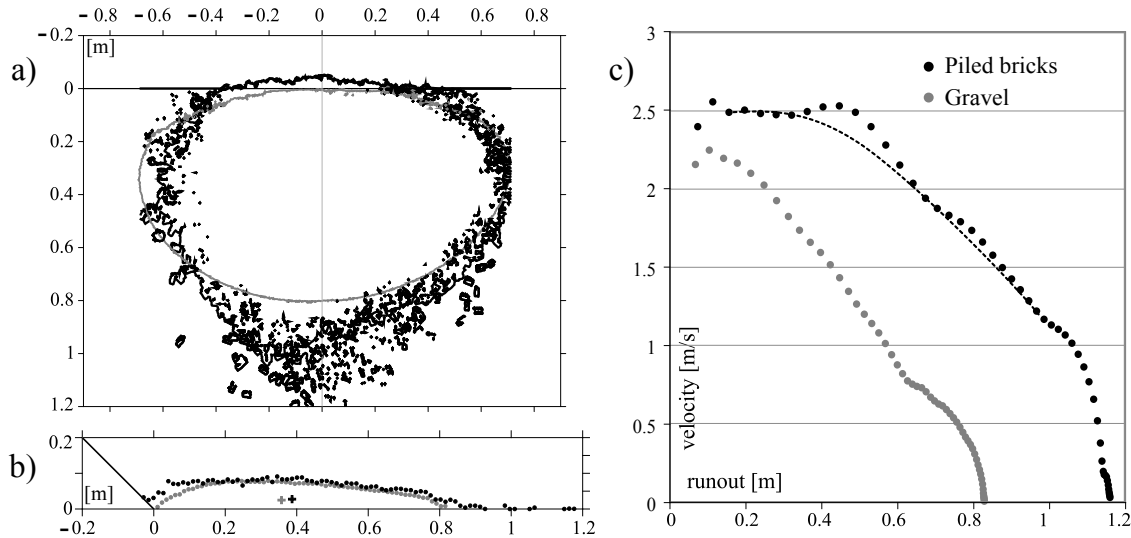 − 0.8 − 0.6 − 0.4 − 0.2 0 0.2 0.4 0.6 0.8
a)
[m]
− 0.2
0
0.2
0.4
0.6
0.8
1
1.2
b)
0.2
[m]
0
−0.2 0 0.2 0.4 0.6 0.8 1 1.2
c)
3
2.5
2
1.5
1
0.5
0
Piled bricks
Gravel
velocity [m/s]
runout [m]
0 0.2 0.4 0.6 0.8 1 1.2